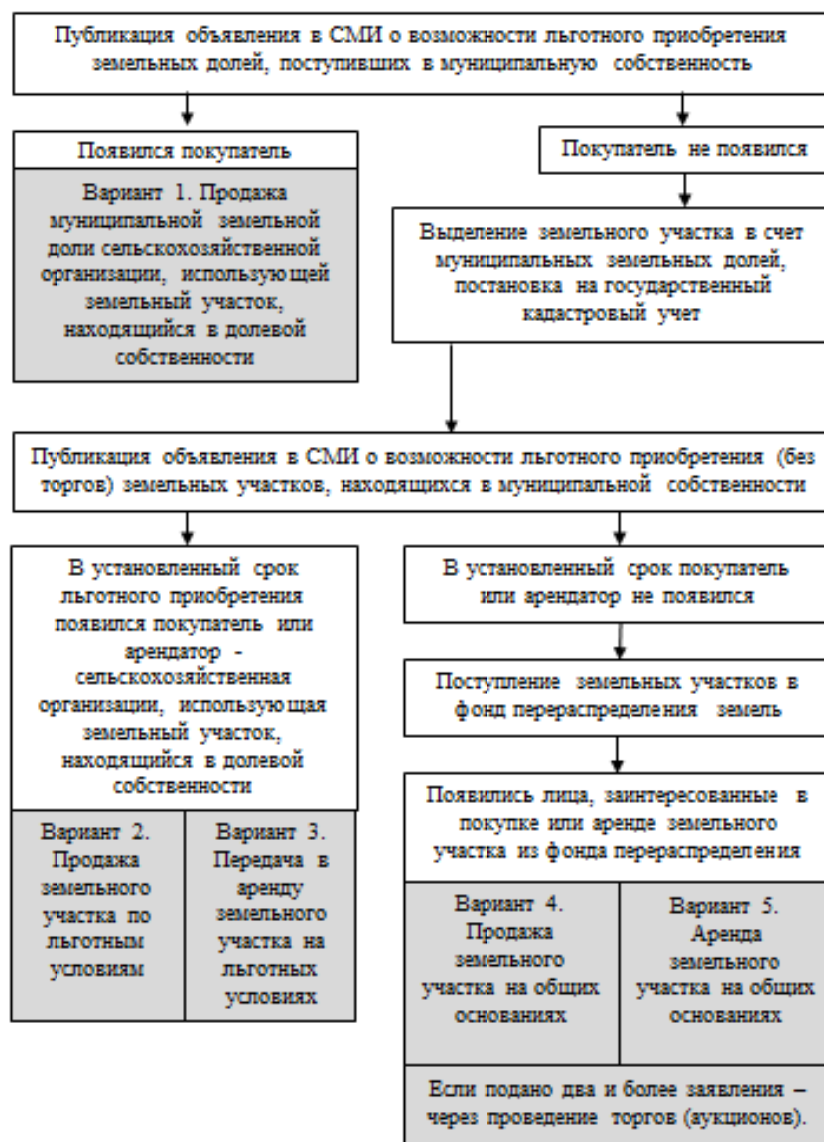 Публикация объявления в СМИ о возможности льготного приобретения
земельных долей, поступивших в муниципальную собственность
Появился покупатель
Вариант 1. Продажа
муниципальной земельной
доли сельскохозяйственной
организации, использующей
земельный участок,
находящийся в долевой
собственности
Покупатель не появился
Выделение земельного участка в счет
муниципальных земельных долей,
постановка на государственный
кадастровый учет
Публикация объявления в СМИ о возможности льготного приобретения (без
торгов) земельных участков, находящихся в муниципальной собственности
В установленный срок
льготного приобретения
появился покупатель или
арендатор -
сельскохозяйственная
организации, использующая
земельный участок,
находящийся в долевой
собственности
Вариант 2.
Продажа
земельного
участка по
льготным
условиям
Вариант 3.
Передача в
аренду
земельного
участка на
льготных
условиях
В установленный срок покупатель
или арендатор не появился
Поступление земельных участков в
фонд перераспределения земель
Появились лица, заинтересованные в
покупке или аренде земельного
участка из фонда перераспределения
Вариант 4.
Продажа
земельного
участка на общих
основаниях
Вариант 5.
Аренда
земельного
участка на общих
основаниях
Если подано два и более заявления –
через проведение торгов (аукционов).